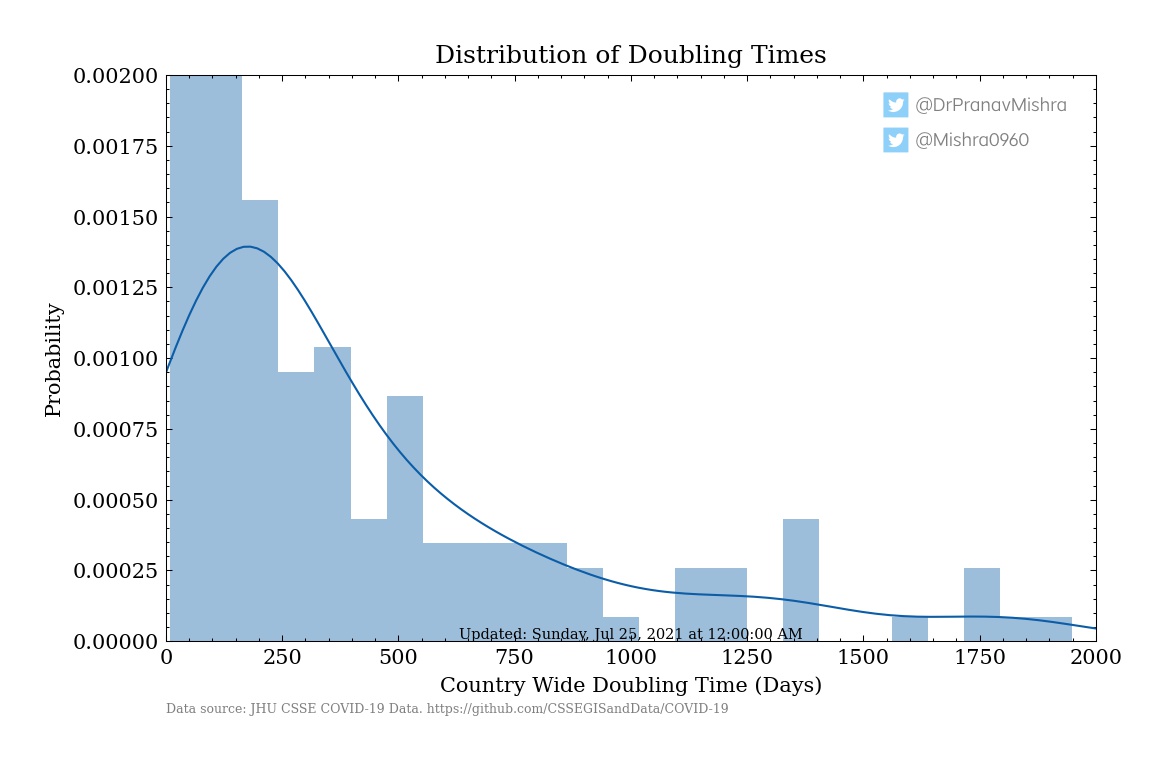 Distribution of Doubling Times
@DrPranavMishra
@Mishra0960
0.00200
0.00175
0.00150
0.00125
0.00100
0.00075
0.00050
0.00025
0.00000
Probability
Updated: Sunday, Jul 25, 2021 at 12:00:00 AM
0 250 500 750 1000 1250 1500 1750 2000
Country Wide Doubling Time (Days)
Data source: JHU CSSE COVID-19 Data. https://github.com/CSSEGISandData/COVID-19